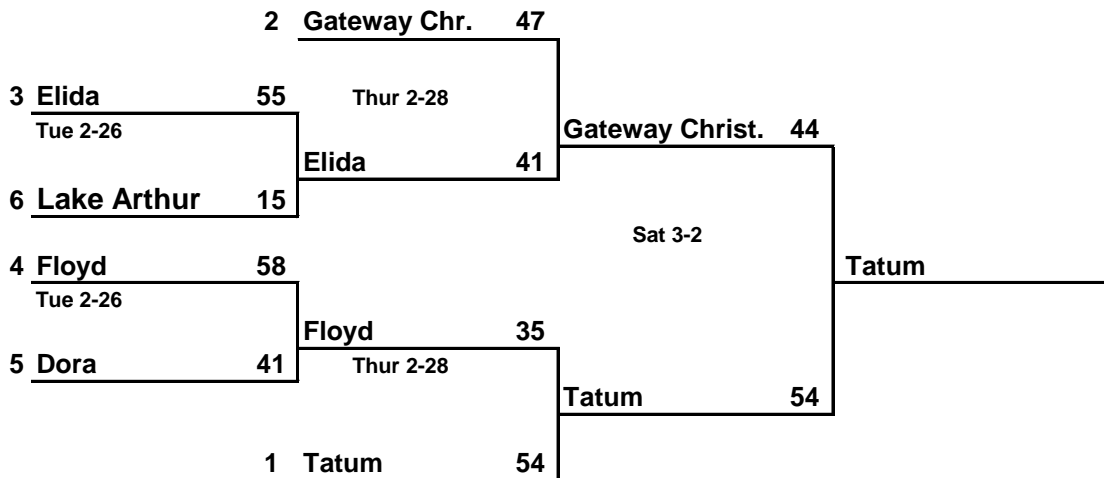 2 Gateway Chr. 47
3 Elida 55
Thur 2-28
Tue 2-26
Gateway Christ. 44
Elida 41
6 Lake Arthur 15
Sat 3-2
4 Floyd 58
Tatum
Tue 2-26
Floyd 35
5 Dora 41
Thur 2-28
Tatum 54
1 Tatum 54